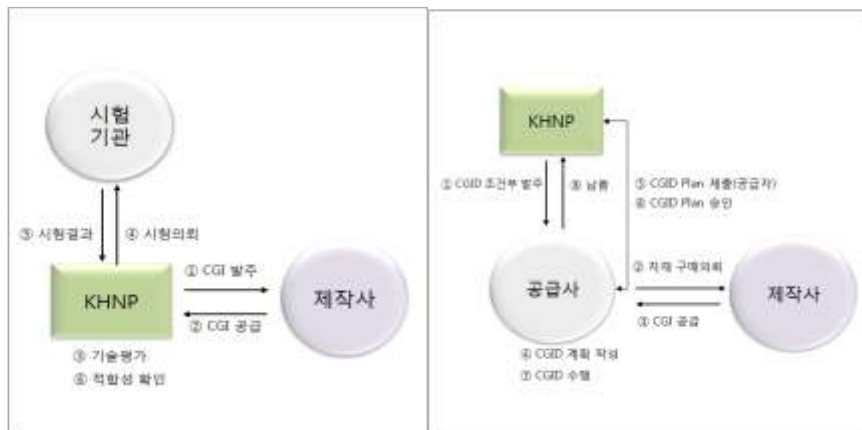 시험
기관
⑤ 시험결과
④ 시험의뢰
① CGI 발주
KHNP
제작사
② CGI 공급
③ 기술평가
⑥ 적합성 확인
KHNP
① CGID 조건부 발주
⑧ 납품
⑤ CGID Plan 제출(공급자)
⑥ CGID Plan 승인
② 자재 구매의뢰
공급사
제작사
③ CGI 공급
④ CGID 계획 작성
⑦ CGID 수행